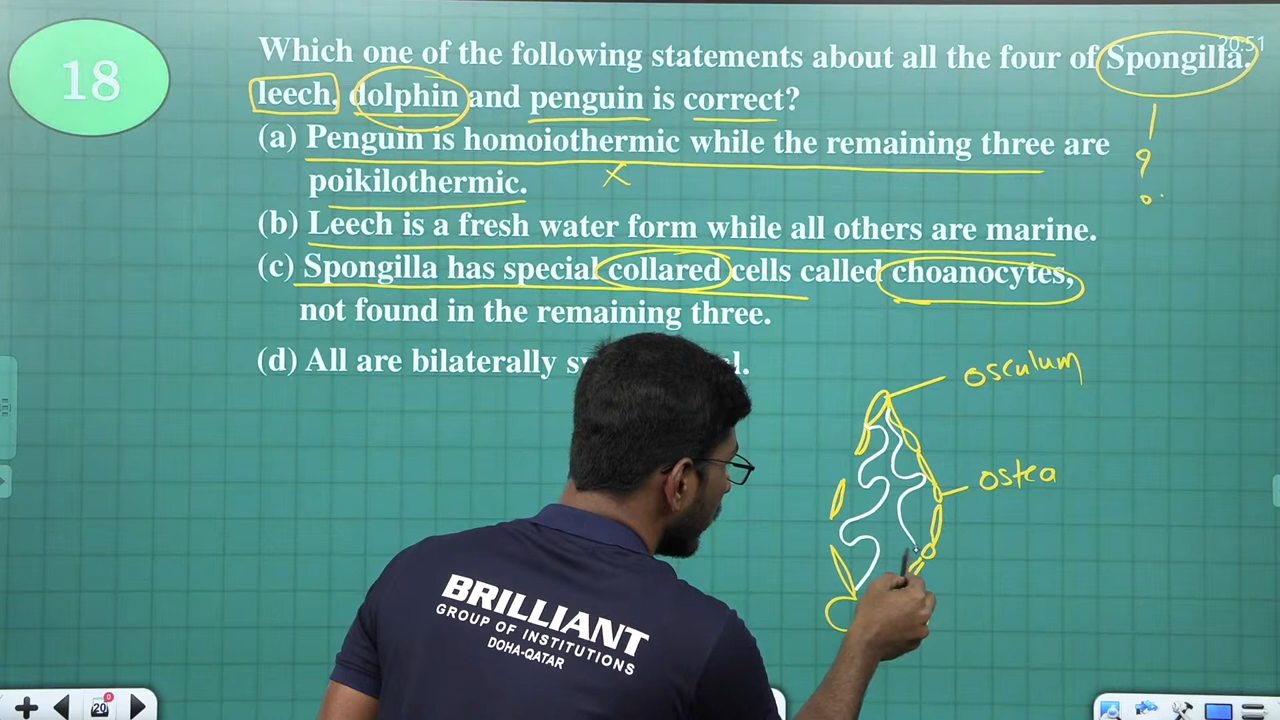 18
20:51
Which one of the following statements about all the four of Spongilla,
leech, dolphin and penguin is correct?
(a) Penguin is homoiothermic while the remaining three are
poikilothermic.
(b) Leech is a fresh water form while all others are marine.
(c) Spongilla has special collared cells called choanocytes,
not found in the remaining three.
(d) All are bilaterally
osculum
ostea
BRILLIANT
GROUP OF INSTITUTIONS
DOHA-QATAR
20